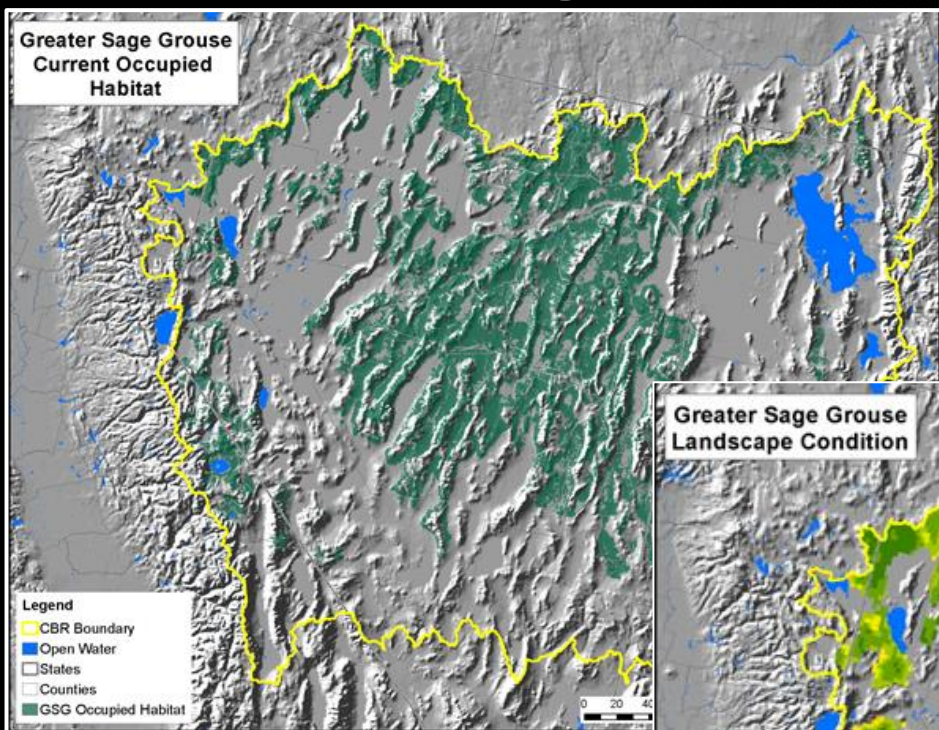 Greater Sage Grouse
Current Occupied
Habitat
Greater Sage Grouse
Landscape Condition
Legend
CBR Boundary
Open Water
States
Counties
GSG Occupied Habitat
0 20